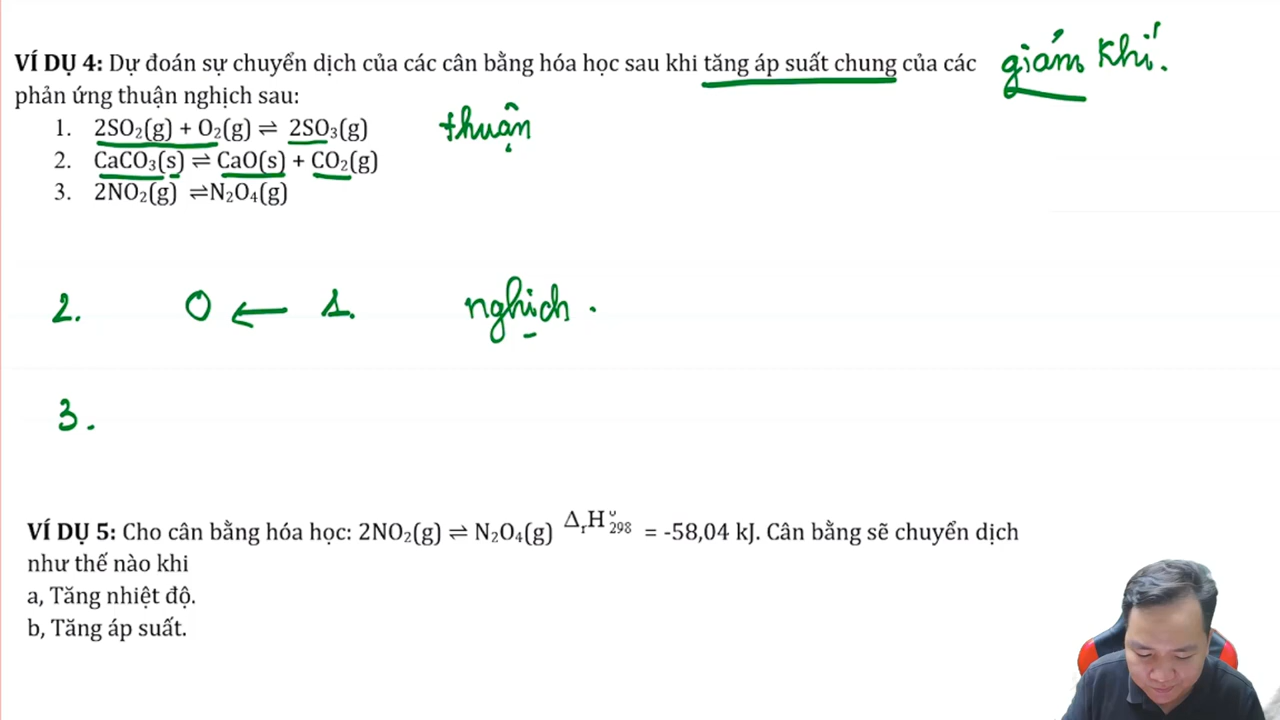 VÍ DỤ 4: Dự đoán sự chuyển dịch của các cân bằng hóa học sau khi tăng áp suất chung của các giảm khí.
phản ứng thuận nghịch sau:
1. 2SO₂(g) + O₂(g) ⇌ 2SO₃(g) thuận
2. CaCO₃(s) ⇌ CaO(s) + CO₂(g)
3. 2NO₂(g) ⇌N₂O₄(g)
2. 0 ← 1. nghịch.
3.
VÍ DỤ 5: Cho cân bằng hóa học: 2NO₂(g) ⇌ N₂O₄(g) ΔᵣH°₂₉₈ = -58,04 kJ. Cân bằng sẽ chuyển dịch
như thế nào khi
a, Tăng nhiệt độ.
b, Tăng áp suất.